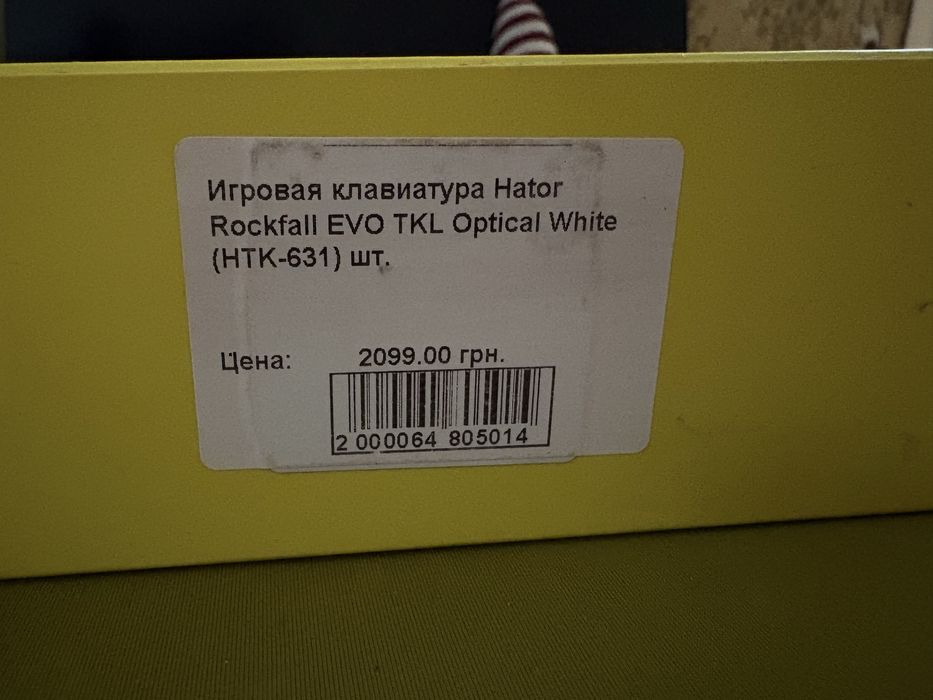 Игровая клавиатура Hator
Rockfall EVO TKL Optical White
(HTK-631) шт.
Цена: 2099.00 грн.
2 000064 805014